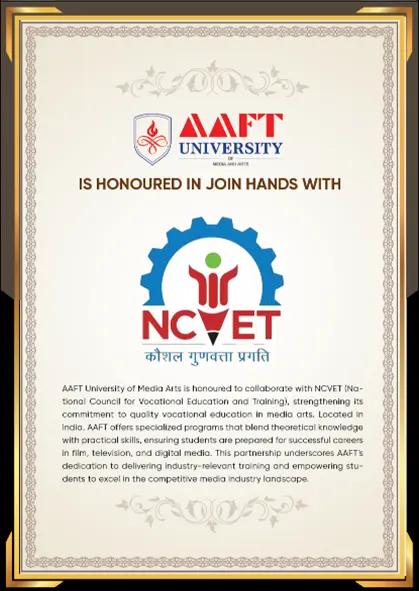 AAFT
UNIVERSITY
OF
MEDIA AND ARTS
IS HONOURED IN JOIN HANDS WITH
NCVET
कौशल गुणवत्ता प्रगति
AAFT University of Media Arts is honoured to collaborate with NCVET (Na-
tional Council for Vocational Education and Training), strengthening its
commitment to quality vocational education in media arts. Located in
India, AAFT offers specialized programs that blend theoretical knowledge
with practical skills, ensuring students are prepared for successful careers
in film, television, and digital media. This partnership underscores AAFT's
dedication to delivering industry-relevant training and empowering stu-
dents to excel in the competitive media industry landscape.